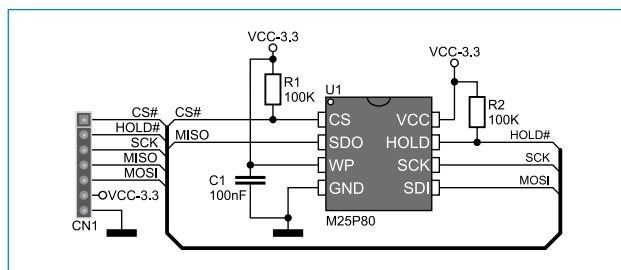 VCC-3.3
VCC-3.3
R1
100K
U1
R2
100K
CS#
HOLD#
SCK
MISO
MOSI
VCC-3.3
CN1
CS#
MISO
C1
100nF
CS
SDO
WP
GND
VCC
HOLD
SCK
SDI
M25P80
HOLD#
SCK
MOSI